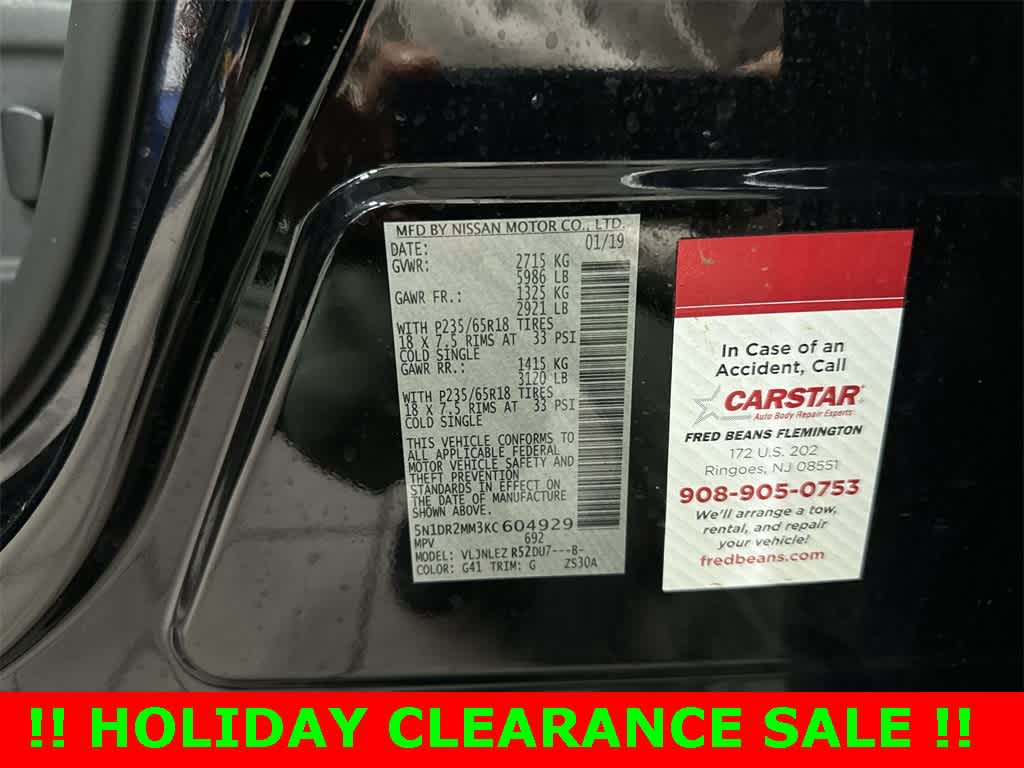 MFD BY NISSAN MOTOR CO., LTD.
DATE: 01/19
GVWR: 2715 KG
5986 LB
GAWR FR.: 1325 KG
2921 LB
WITH P235/65R18 TIRES
18 X 7.5 RIMS AT 33 PSI
COLD SINGLE
GAWR RR.: 1415 KG
3120 LB
WITH P235/65R18 TIRES
18 X 7.5 RIMS AT 33 PSI
COLD SINGLE
THIS VEHICLE CONFORMS TO
ALL APPLICABLE FEDERAL
MOTOR VEHICLE SAFETY AND
THEFT PREVENTION
STANDARDS IN EFFECT ON
THE DATE OF MANUFACTURE
SHOWN ABOVE.
5N1DR2MM3KC604929
MPV 692
MODEL: VLJNLEZ R52DU7---B-
COLOR: G41 TRIM: G ZS30A
In Case of an
Accident, Call
CARSTAR
Auto Body Repair Experts
FRED BEANS FLEMINGTON
172 U.S. 202
Ringoes, NJ 08551
908-905-0753
We'll arrange a tow,
rental, and repair
your vehicle!
fredbeans.com
!! HOLIDAY CLEARANCE SALE !!